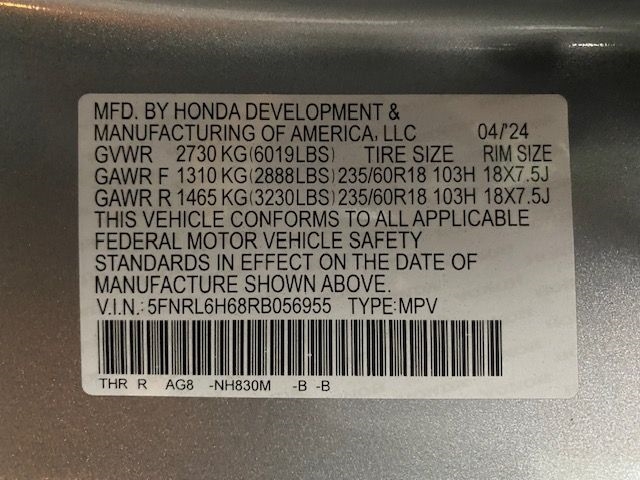 MFD. BY HONDA DEVELOPMENT &
MANUFACTURING OF AMERICA, LLC 04/'24
GVWR 2730 KG(6019LBS) TIRE SIZE RIM SIZE
GAWR F 1310 KG(2888LBS)235/60R18 103H 18X7.5J
GAWR R 1465 KG(3230LBS)235/60R18 103H 18X7.5J
THIS VEHICLE CONFORMS TO ALL APPLICABLE
FEDERAL MOTOR VEHICLE SAFETY
STANDARDS IN EFFECT ON THE DATE OF
MANUFACTURE SHOWN ABOVE.
V.I.N.: 5FNRL6H68RB056955 TYPE:MPV
THR R AG8 -NH830M -B -B